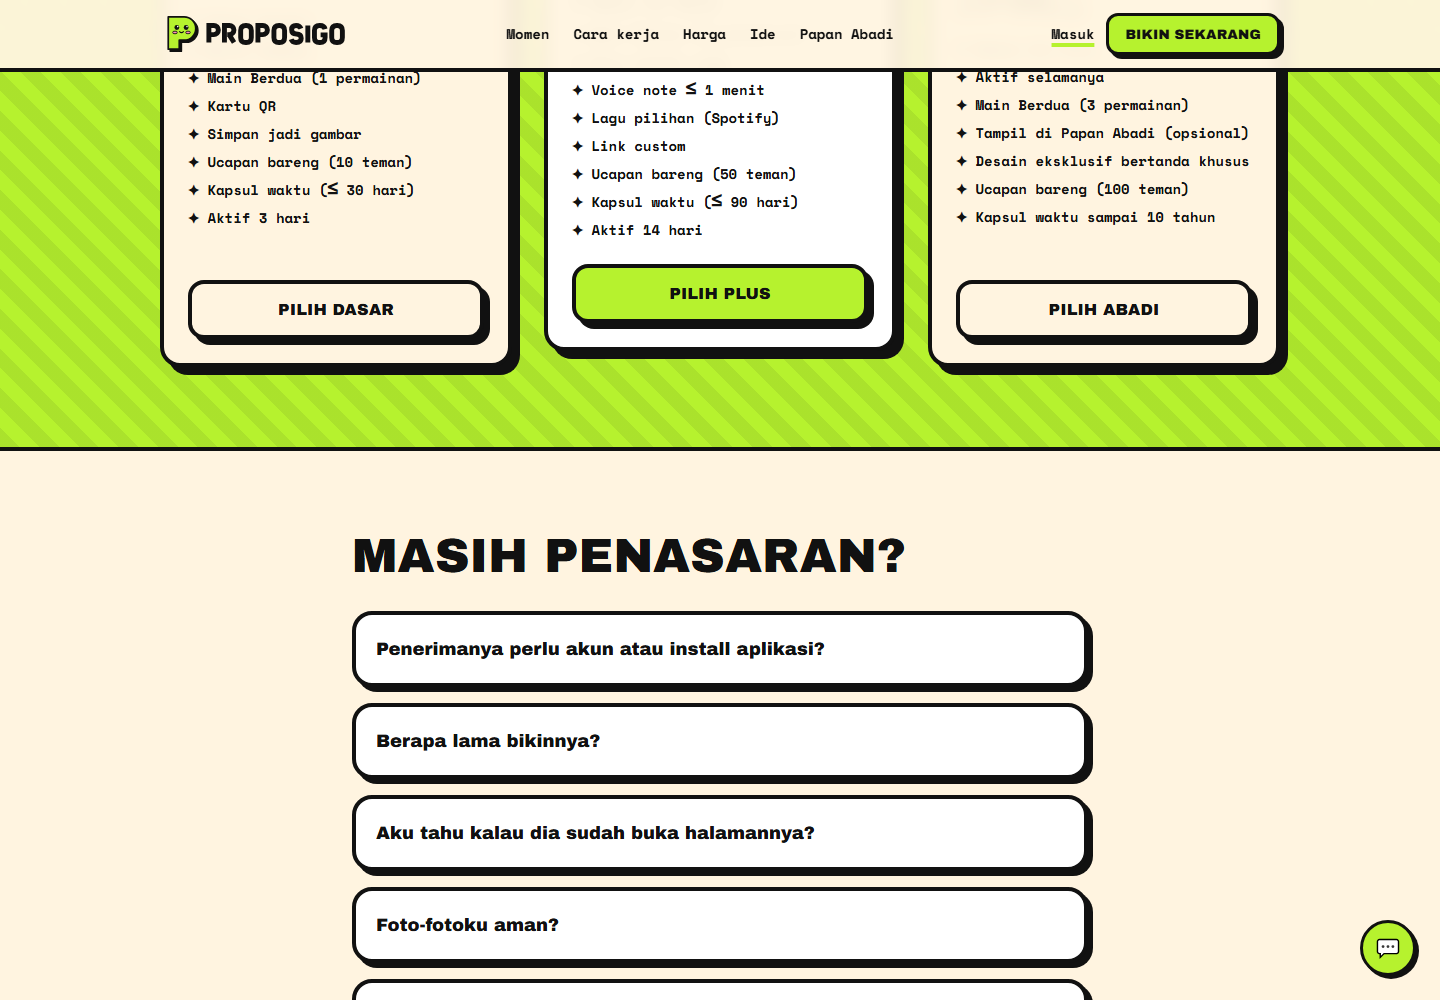 PROPOSIGO
Momen Cara kerja Harga Ide Papan Abadi
Masuk
BIKIN SEKARANG
✦ Main Berdua (1 permainan)
✦ Kartu QR
✦ Simpan jadi gambar
✦ Ucapan bareng (10 teman)
✦ Kapsul waktu (≤ 30 hari)
✦ Aktif 3 hari
PILIH DASAR
✦ Voice note ≤ 1 menit
✦ Lagu pilihan (Spotify)
✦ Link custom
✦ Ucapan bareng (50 teman)
✦ Kapsul waktu (≤ 90 hari)
✦ Aktif 14 hari
PILIH PLUS
✦ Aktif selamanya
✦ Main Berdua (3 permainan)
✦ Tampil di Papan Abadi (opsional)
✦ Desain eksklusif bertanda khusus
✦ Ucapan bareng (100 teman)
✦ Kapsul waktu sampai 10 tahun
PILIH ABADI
MASIH PENASARAN?
Penerimanya perlu akun atau install aplikasi?
Berapa lama bikinnya?
Aku tahu kalau dia sudah buka halamannya?
Foto-fotoku aman?